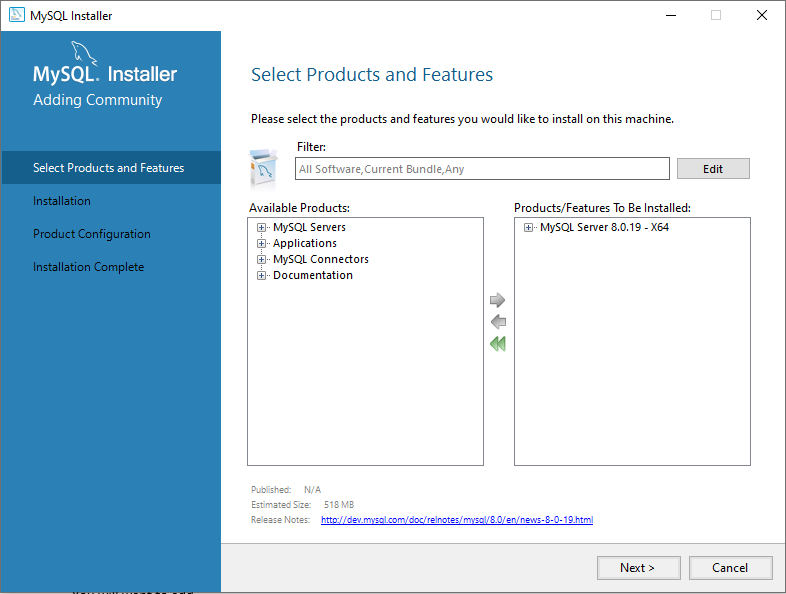 MySQL Installer
MySQL. Installer
Adding Community
Select Products and Features
Installation
Product Configuration
Installation Complete
Select Products and Features
Please select the products and features you would like to install on this machine.
Filter:
All Software,Current Bundle,Any
Edit
Available Products:
MySQL Servers
Applications
MySQL Connectors
Documentation
Products/Features To Be Installed:
MySQL Server 8.0.19 - X64
Published: N/A
Estimated Size: 518 MB
Release Notes: http://dev.mysql.com/doc/relnotes/mysql/8.0/en/news-8-0-19.html
Next >
Cancel